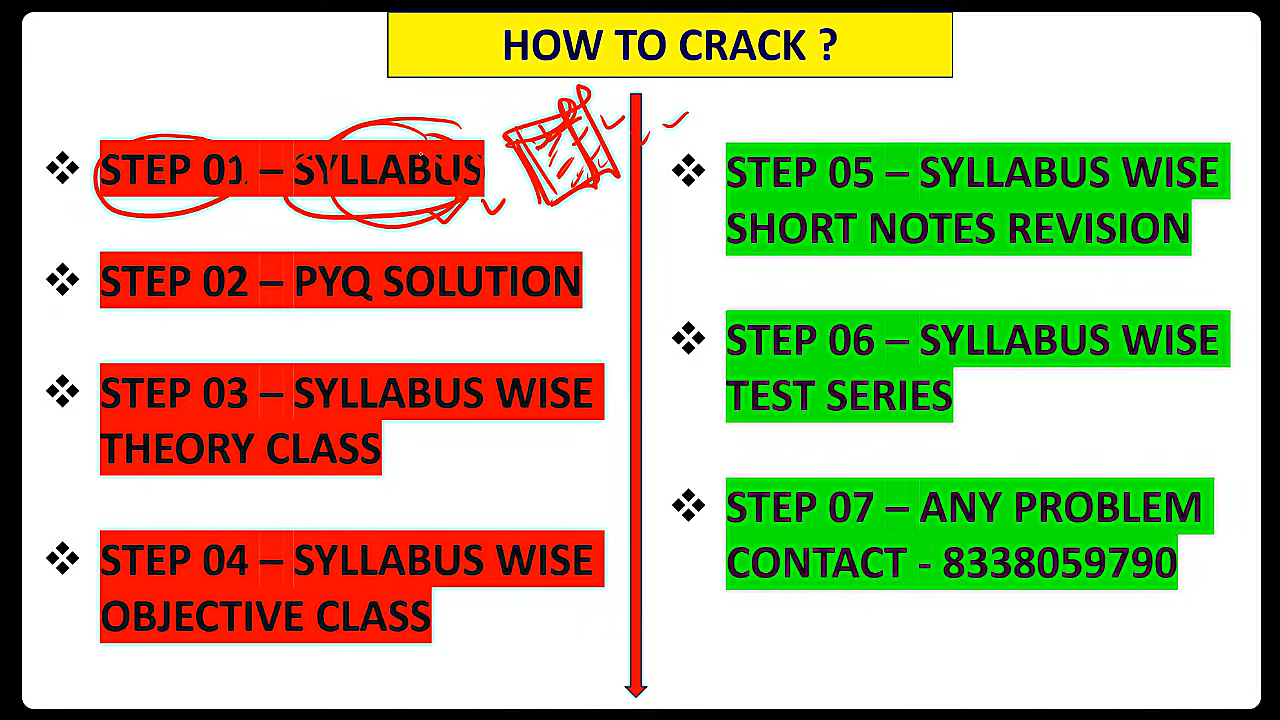 HOW TO CRACK ?
❖ STEP 01 – SYLLABUS
❖ STEP 02 – PYQ SOLUTION
❖ STEP 03 – SYLLABUS WISE
THEORY CLASS
❖ STEP 04 – SYLLABUS WISE
OBJECTIVE CLASS
❖ STEP 05 – SYLLABUS WISE
SHORT NOTES REVISION
❖ STEP 06 – SYLLABUS WISE
TEST SERIES
❖ STEP 07 – ANY PROBLEM
CONTACT - 8338059790